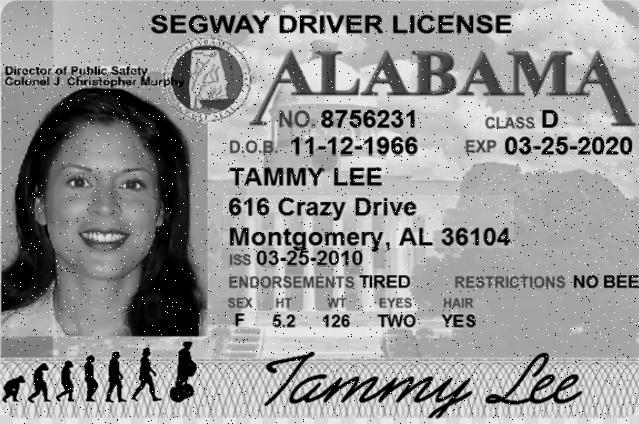 SEGWAY DRIVER LICENSE
Director of Public Safety
Colonel J. Christopher Murphy
ALABAMA
NO. 8756231 CLASS D
D.O.B. 11-12-1966 EXP 03-25-2020
TAMMY LEE
616 Crazy Drive
Montgomery, AL 36104
ISS 03-25-2010
ENDORSEMENTS TIRED RESTRICTIONS NO BEE
SEX HT WT EYES HAIR
F 5.2 126 TWO YES
Tammy Lee